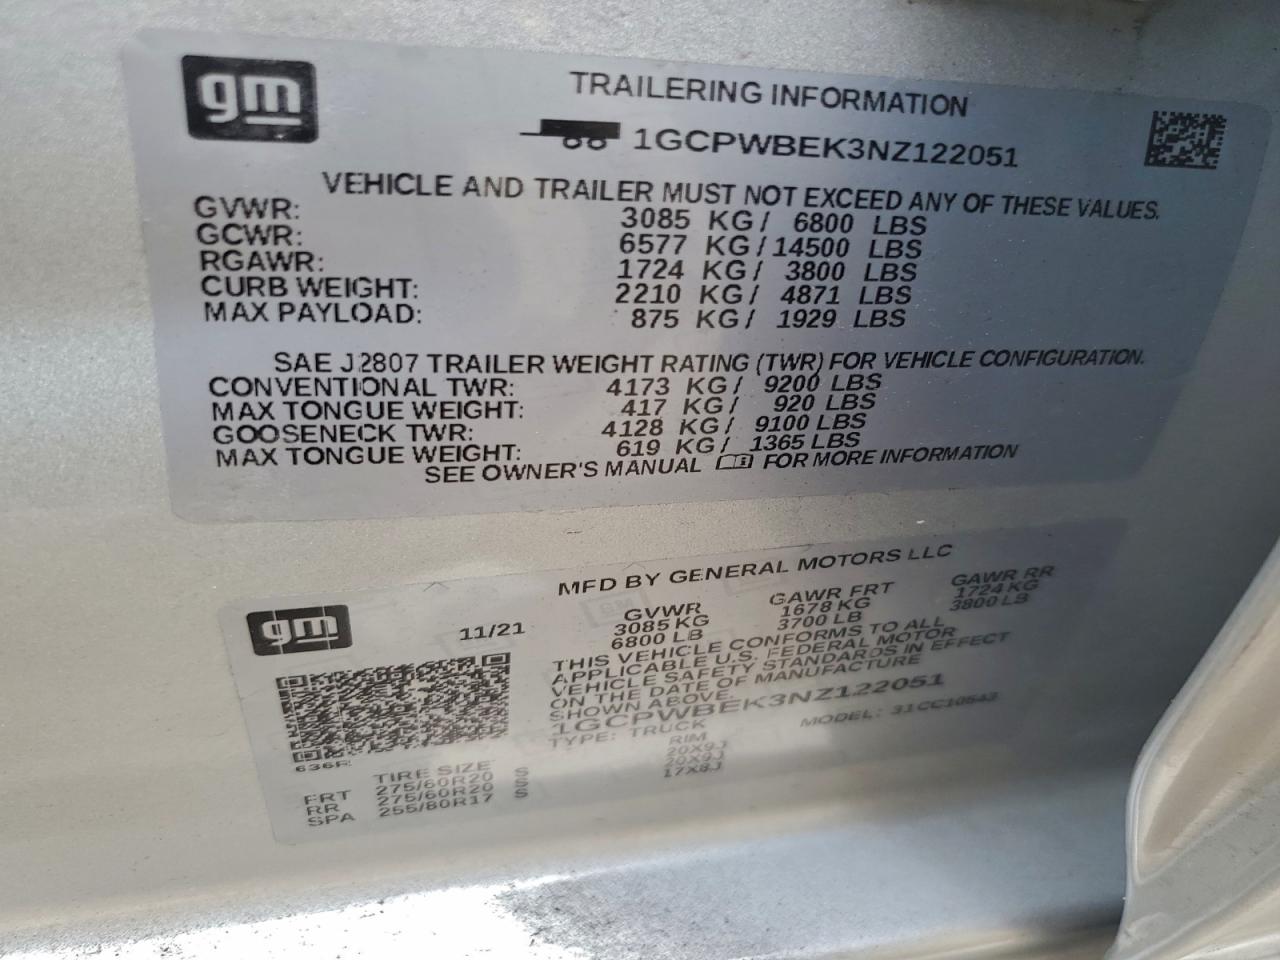 gm
TRAILERING INFORMATION
1GCPWBEK3NZ122051
VEHICLE AND TRAILER MUST NOT EXCEED ANY OF THESE VALUES.
GVWR: 3085 KG / 6800 LBS
GCWR: 6577 KG / 14500 LBS
RGAWR: 1724 KG / 3800 LBS
CURB WEIGHT: 2210 KG / 4871 LBS
MAX PAYLOAD: 875 KG / 1929 LBS
SAE J2807 TRAILER WEIGHT RATING (TWR) FOR VEHICLE CONFIGURATION.
CONVENTIONAL TWR: 4173 KG / 9200 LBS
MAX TONGUE WEIGHT: 417 KG / 920 LBS
GOOSENECK TWR: 4128 KG / 9100 LBS
MAX TONGUE WEIGHT: 619 KG / 1365 LBS
SEE OWNER'S MANUAL FOR MORE INFORMATION
gm
MFD BY GENERAL MOTORS LLC
11/21
GVWR GAWR FRT GAWR RR
3085 KG 1678 KG 1724 KG
6800 LB 3700 LB 3800 LB
THIS VEHICLE CONFORMS TO ALL
APPLICABLE U.S. FEDERAL MOTOR
VEHICLE SAFETY STANDARDS IN EFFECT
ON THE DATE OF MANUFACTURE
SHOWN ABOVE.
1GCPWBEK3NZ122051
TYPE: TRUCK MODEL: 31CC10543
636R
TIRE SIZE RIM
FRT 275/60R20 S 20X9J
RR 275/60R20 S 20X9J
SPA 255/80R17 S 17X8J